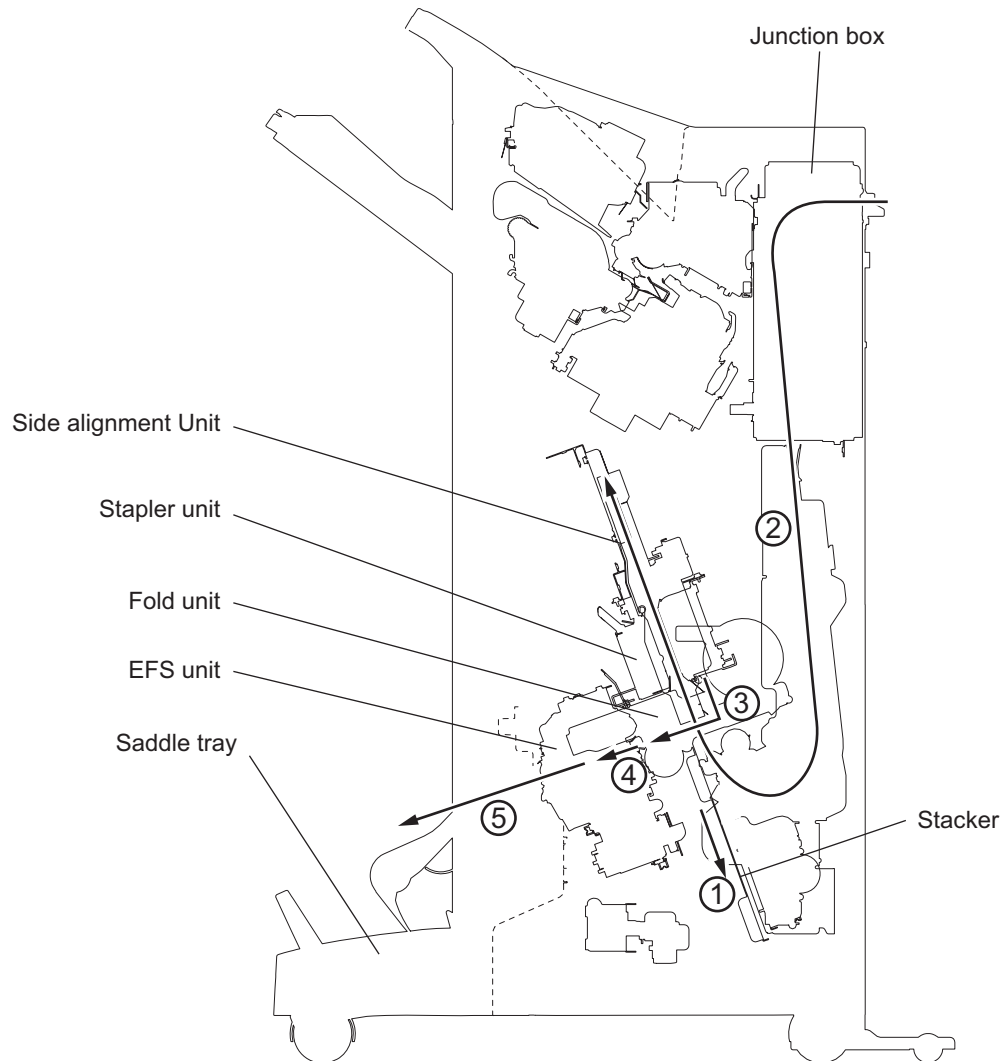 Junction box
Side alignment Unit
Stapler unit
②
Fold unit
EFS unit
③
Saddle tray
④
⑤
Stacker
①